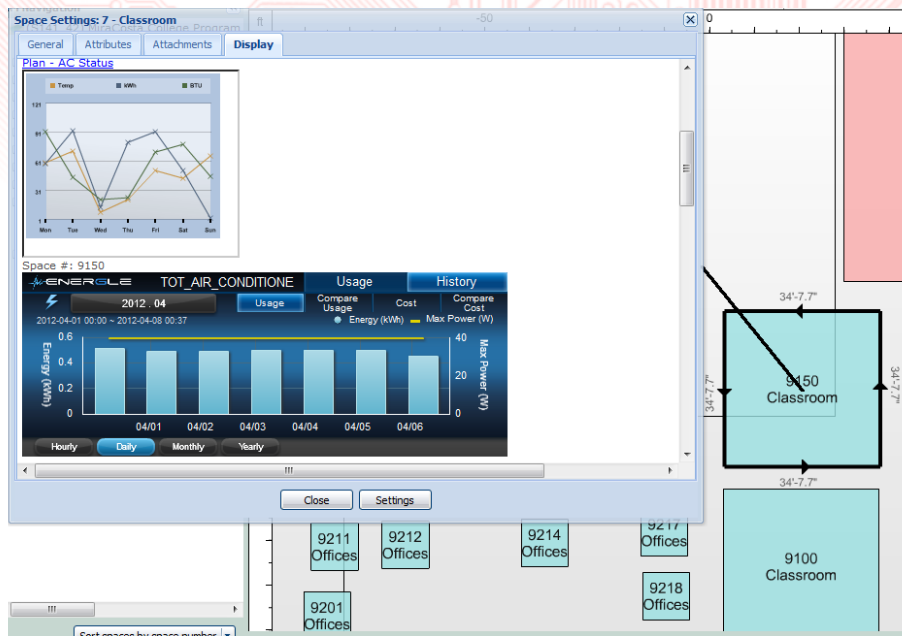 Space Settings: 7 - Classroom
ft
-50
0
General
Attributes
Attachments
Display
Plan - AC Status
Temp
kWh
BTU
121
91
61
31
1
Mon Tue Wed Thu Fri Sat Sun
Space #: 9150
ENERGLE
TOT_AIR_CONDITIONE
Usage
History
2012 . 04
Usage
Compare
Usage
Cost
Compare
Cost
2012-04-01 00:00 ~ 2012-04-08 00:37
Energy (kWh)
Max Power (W)
Energy (kWh)
0.6
0.4
0.2
0
40
20
0
Max Power (W)
04/01 04/02 04/03 04/04 04/05 04/06
Hourly
Daily
Monthly
Yearly
Close
Settings
34'-7.7"
34'-7.7"
9150
Classroom
34'-7.7"
34'-7.7"
9100
Classroom
9211
Offices
9212
Offices
9214
Offices
9217
Offices
9218
Offices
9201
Offices
Sort spaces by space number